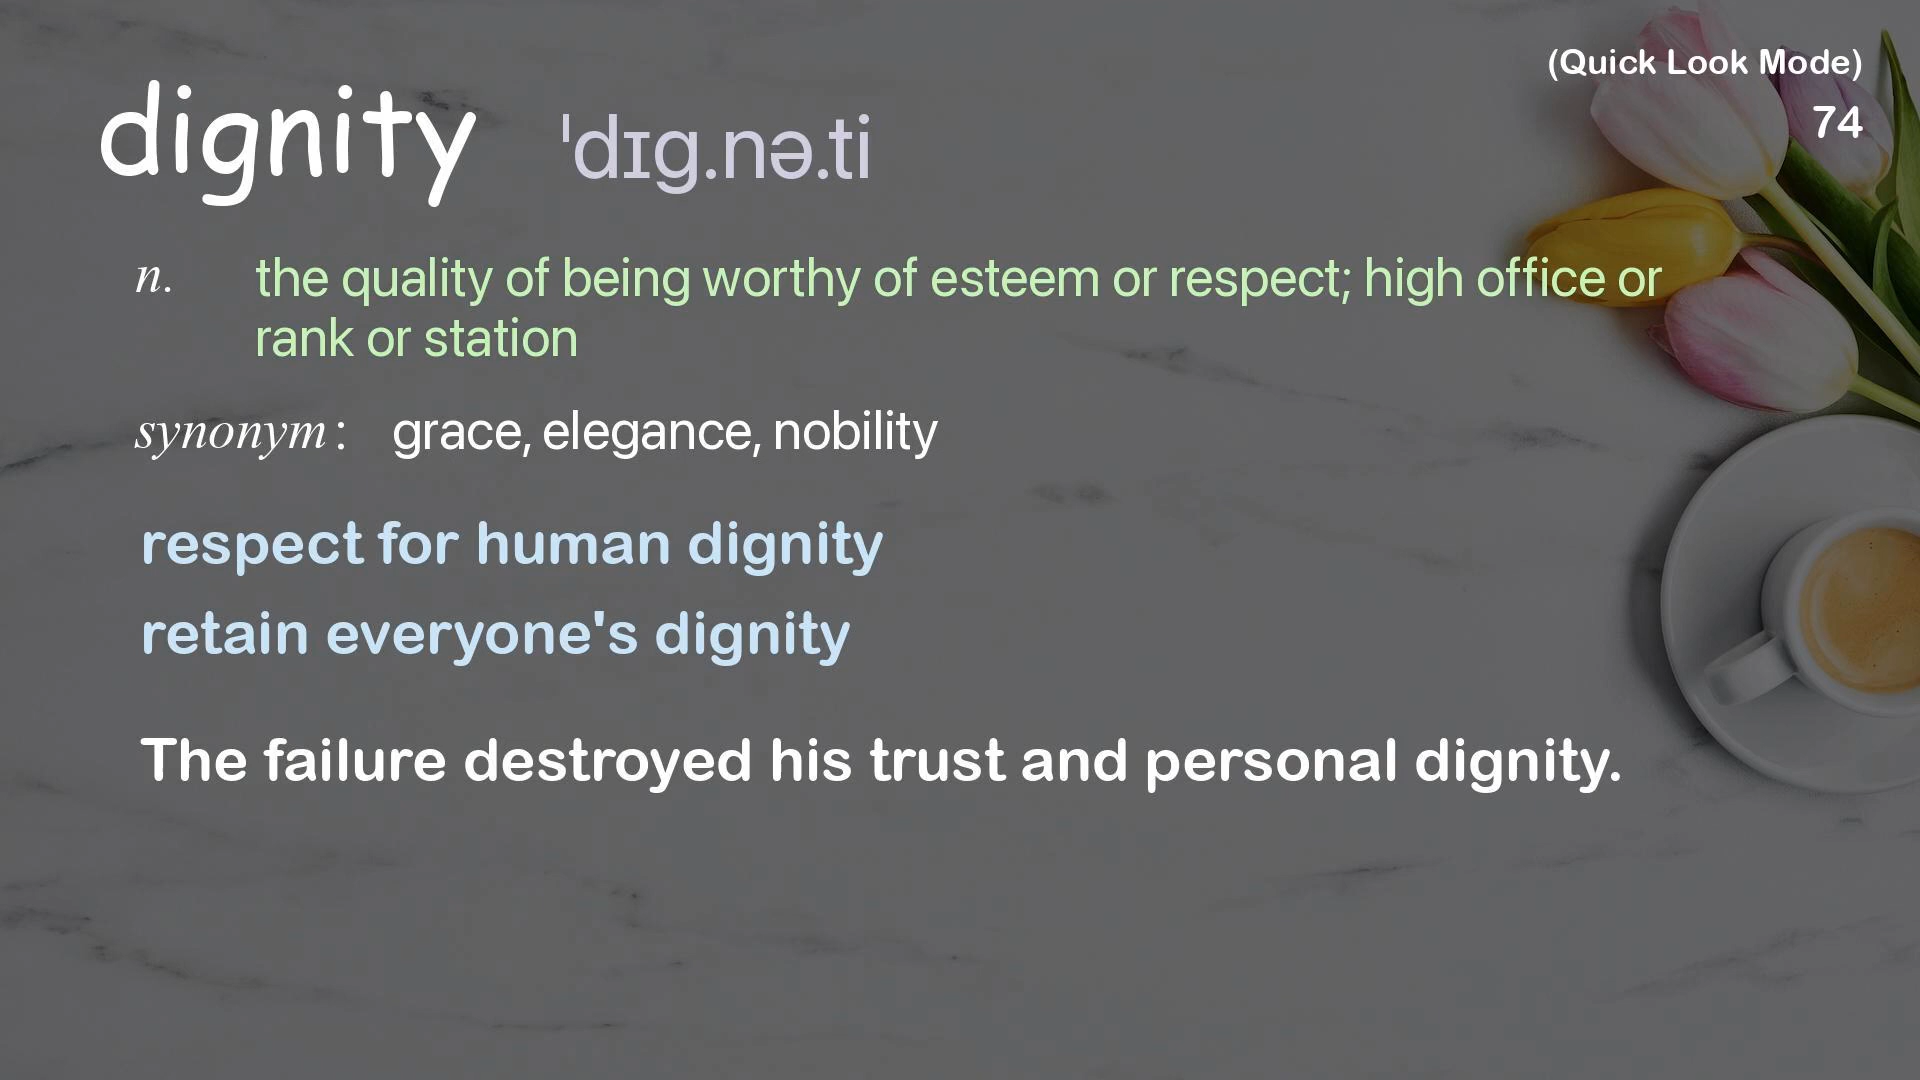 (Quick Look Mode)
74
dignity ˈdɪg.nə.ti
n. the quality of being worthy of esteem or respect; high office or
rank or station
synonym: grace, elegance, nobility
respect for human dignity
retain everyone's dignity
The failure destroyed his trust and personal dignity.